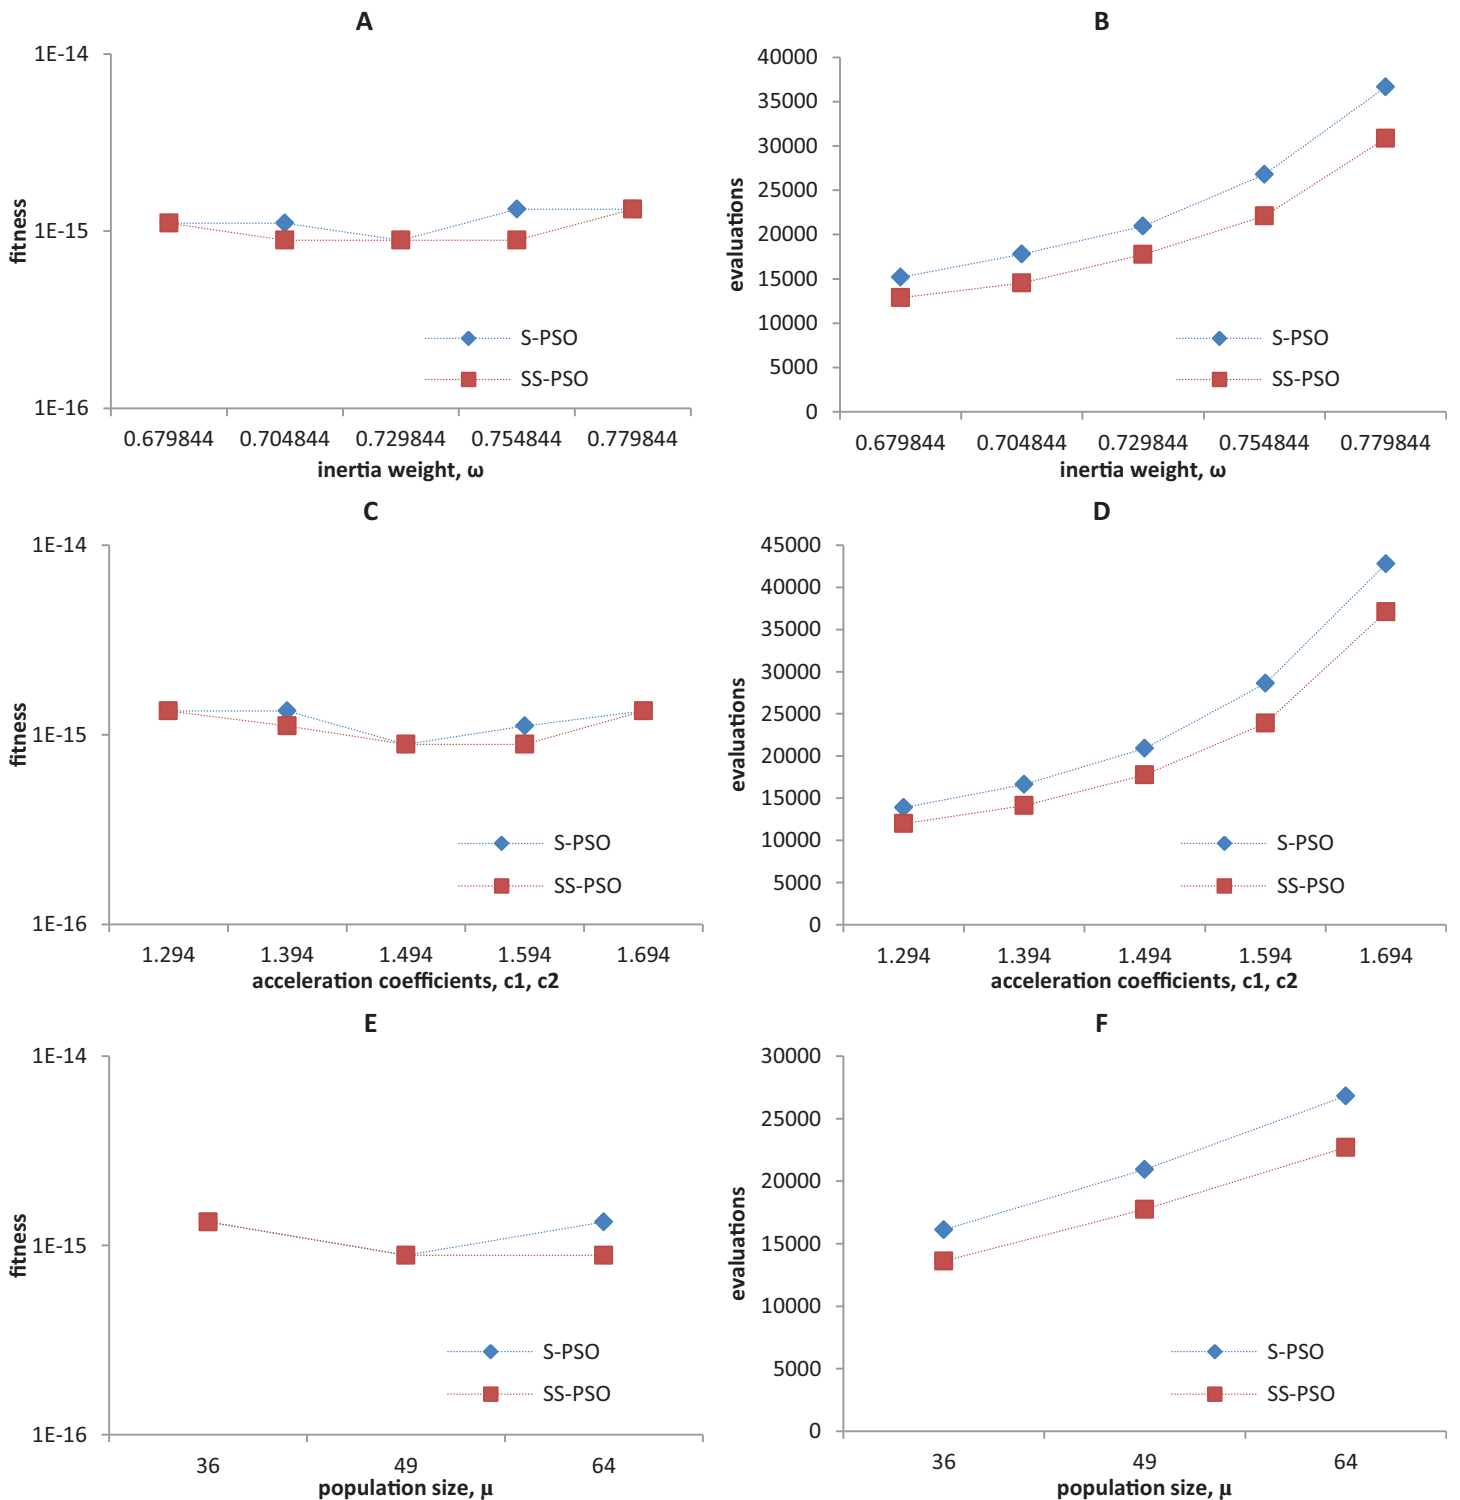 A
1E-14
1E-15
1E-16
fitness
S-PSO
SS-PSO
0.679844 0.704844 0.729844 0.754844 0.779844
inertia weight, ω
B
40000
35000
30000
25000
20000
15000
10000
5000
0
evaluations
S-PSO
SS-PSO
0.679844 0.704844 0.729844 0.754844 0.779844
inertia weight, ω
C
1E-14
1E-15
1E-16
fitness
S-PSO
SS-PSO
1.294 1.394 1.494 1.594 1.694
acceleration coefficients, c1, c2
D
45000
40000
35000
30000
25000
20000
15000
10000
5000
0
evaluations
S-PSO
SS-PSO
1.294 1.394 1.494 1.594 1.694
acceleration coefficients, c1, c2
E
1E-14
1E-15
1E-16
fitness
S-PSO
SS-PSO
36 49 64
population size, μ
F
30000
25000
20000
15000
10000
5000
0
evaluations
S-PSO
SS-PSO
36 49 64
population size, μ